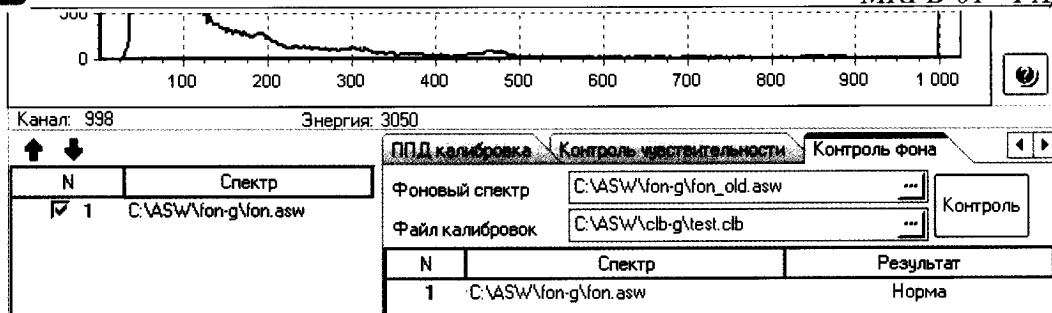 500
0
100 200 300 400 500 600 700 800 900 1 000
Канал: 998 Энергия: 3050
ППД калибровка Контроль чувствительности Контроль фона
N Спектр
1 C:\ASW\fon-g\fon.asw
Фоновый спектр C:\ASW\fon-g\fon_old.asw ...
Контроль
Файл калибровок C:\ASW\clb-g\test.clb ...
N Спектр Результат
1 C:\ASW\fon-g\fon.asw Норма